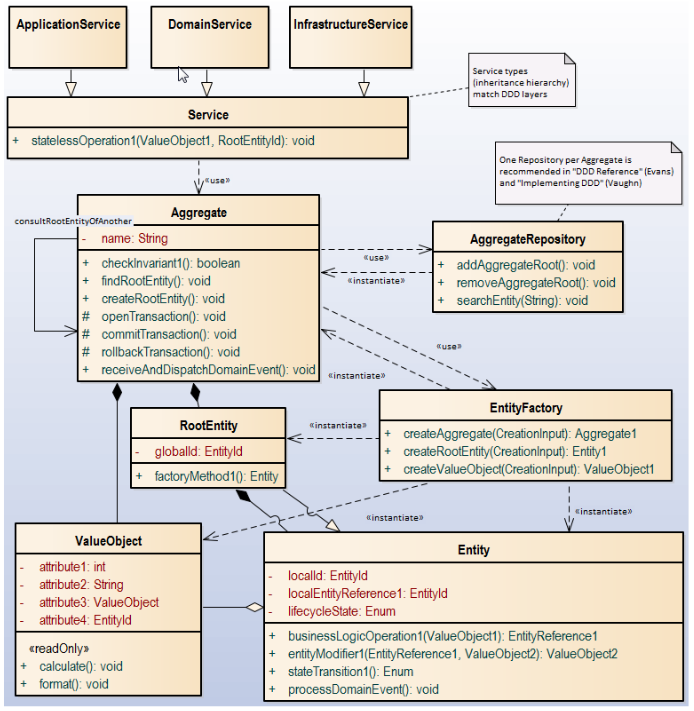 ApplicationService
DomainService
InfrastructureService
Service types
(inheritance hierarchy)
match DDD layers
Service
+ statelessOperation1(ValueObject1, RootEntityId): void
One Repository per Aggregate is
recommended in "DDD Reference" (Evans)
and "Implementing DDD" (Vaughn)
«use»
consultRootEntityOfAnother
Aggregate
- name: String
+ checkInvariant1(): boolean
+ findRootEntity(): void
+ createRootEntity(): void
# openTransaction(): void
# commitTransaction(): void
# rollbackTransaction(): void
+ receiveAndDispatchDomainEvent(): void
«use»
«instantiate»
AggregateRepository
+ addAggregateRoot(): void
+ removeAggregateRoot(): void
+ searchEntity(String): void
«use»
«instantiate»
RootEntity
- globalId: EntityId
+ factoryMethod1(): Entity
«instantiate»
EntityFactory
+ createAggregate(CreationInput): Aggregate1
+ createRootEntity(CreationInput): Entity1
+ createValueObject(CreationInput): ValueObject1
«instantiate»
«instantiate»
ValueObject
- attribute1: int
- attribute2: String
- attribute3: ValueObject
- attribute4: EntityId
«readOnly»
+ calculate(): void
+ format(): void
Entity
- localId: EntityId
- localEntityReference1: EntityId
- lifecycleState: Enum
+ businessLogicOperation1(ValueObject1): EntityReference1
+ entityModifier1(EntityReference1, ValueObject2): ValueObject2
+ stateTransition1(): Enum
+ processDomainEvent(): void